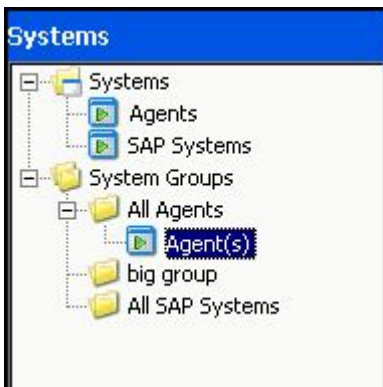 Systems
Systems
Agents
SAP Systems
System Groups
All Agents
Agent(s)
big group
All SAP Systems